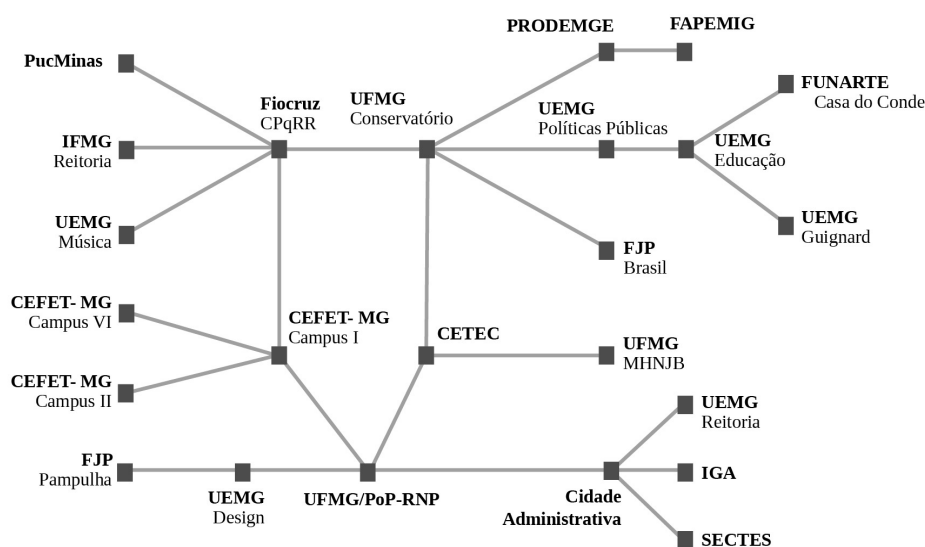 PRODEMGE
FAPEMIG
PucMinas
FUNARTE
Casa do Conde
Fiocruz
CPqRR
UFMG
Conservatório
UEMG
Políticas Públicas
IFMG
Reitoria
UEMG
Educação
UEMG
Música
UEMG
Guignard
FJP
Brasil
CEFET- MG
Campus VI
CEFET- MG
Campus I
CETEC
UFMG
MHNJB
CEFET- MG
Campus II
UEMG
Reitoria
FJP
Pampulha
UEMG
Design
UFMG/PoP-RNP
Cidade
Administrativa
IGA
SECTES